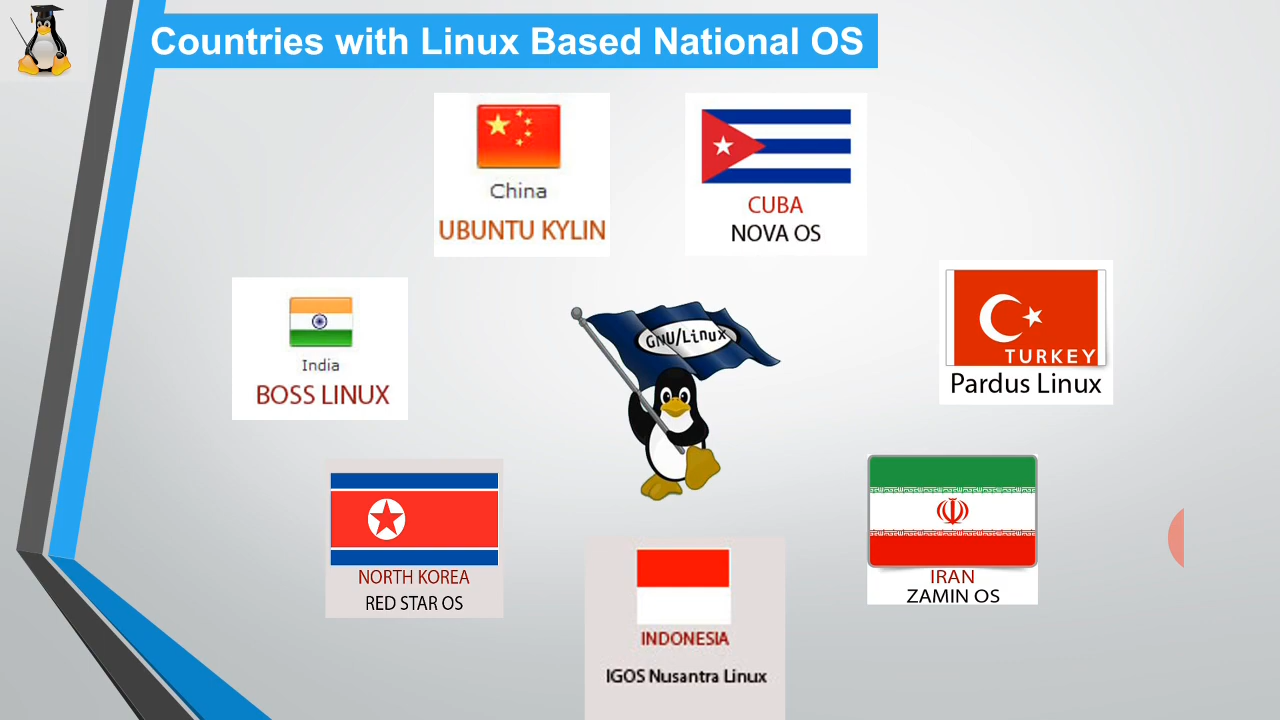 Countries with Linux Based National OS
China
UBUNTU KYLIN
CUBA
NOVA OS
TURKEY
Pardus Linux
India
BOSS LINUX
GNU/Linux
NORTH KOREA
RED STAR OS
IRAN
ZAMIN OS
INDONESIA
IGOS Nusantra Linux